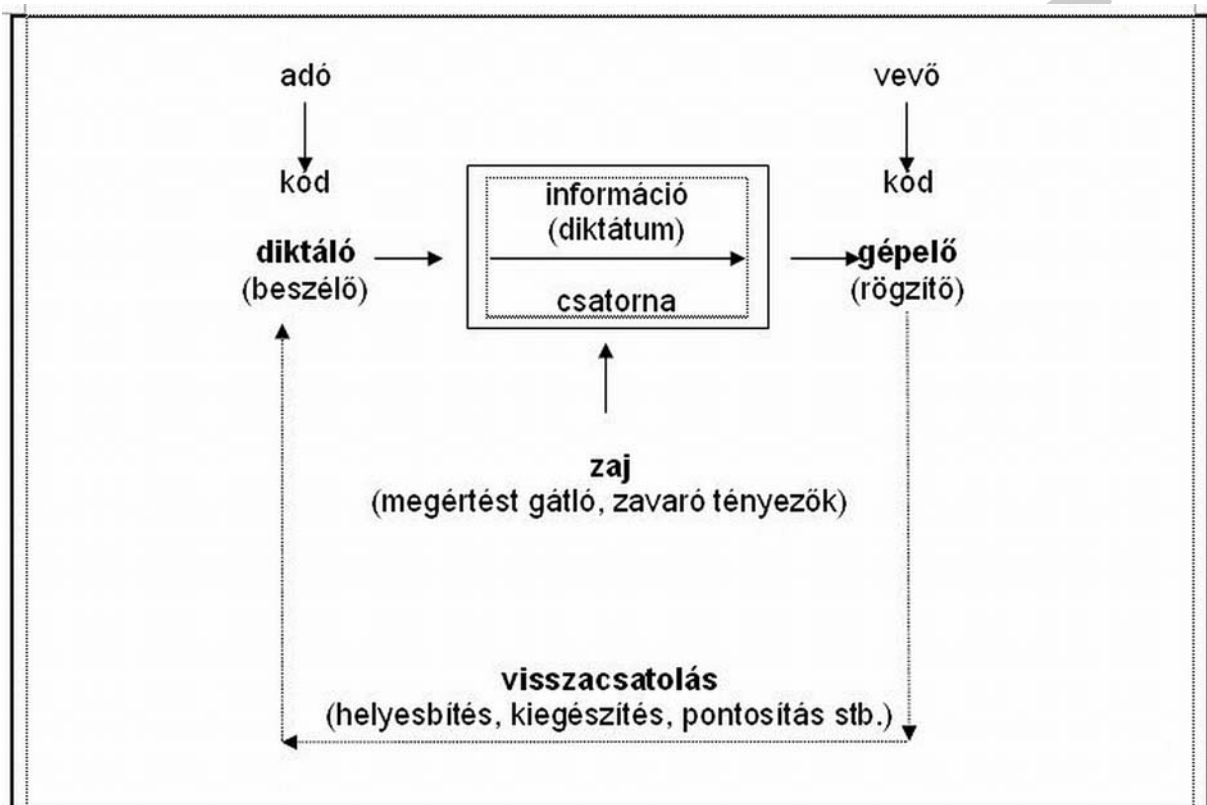 adó
vevő
kód
kód
információ
(diktátum)
diktáló
(beszélő)
csatorna
gépelő
(rögzítő)
zaj
(megértést gátló, zavaró tényezők)
visszacsatolás
(helyesbítés, kiegészítés, pontosítás stb.)